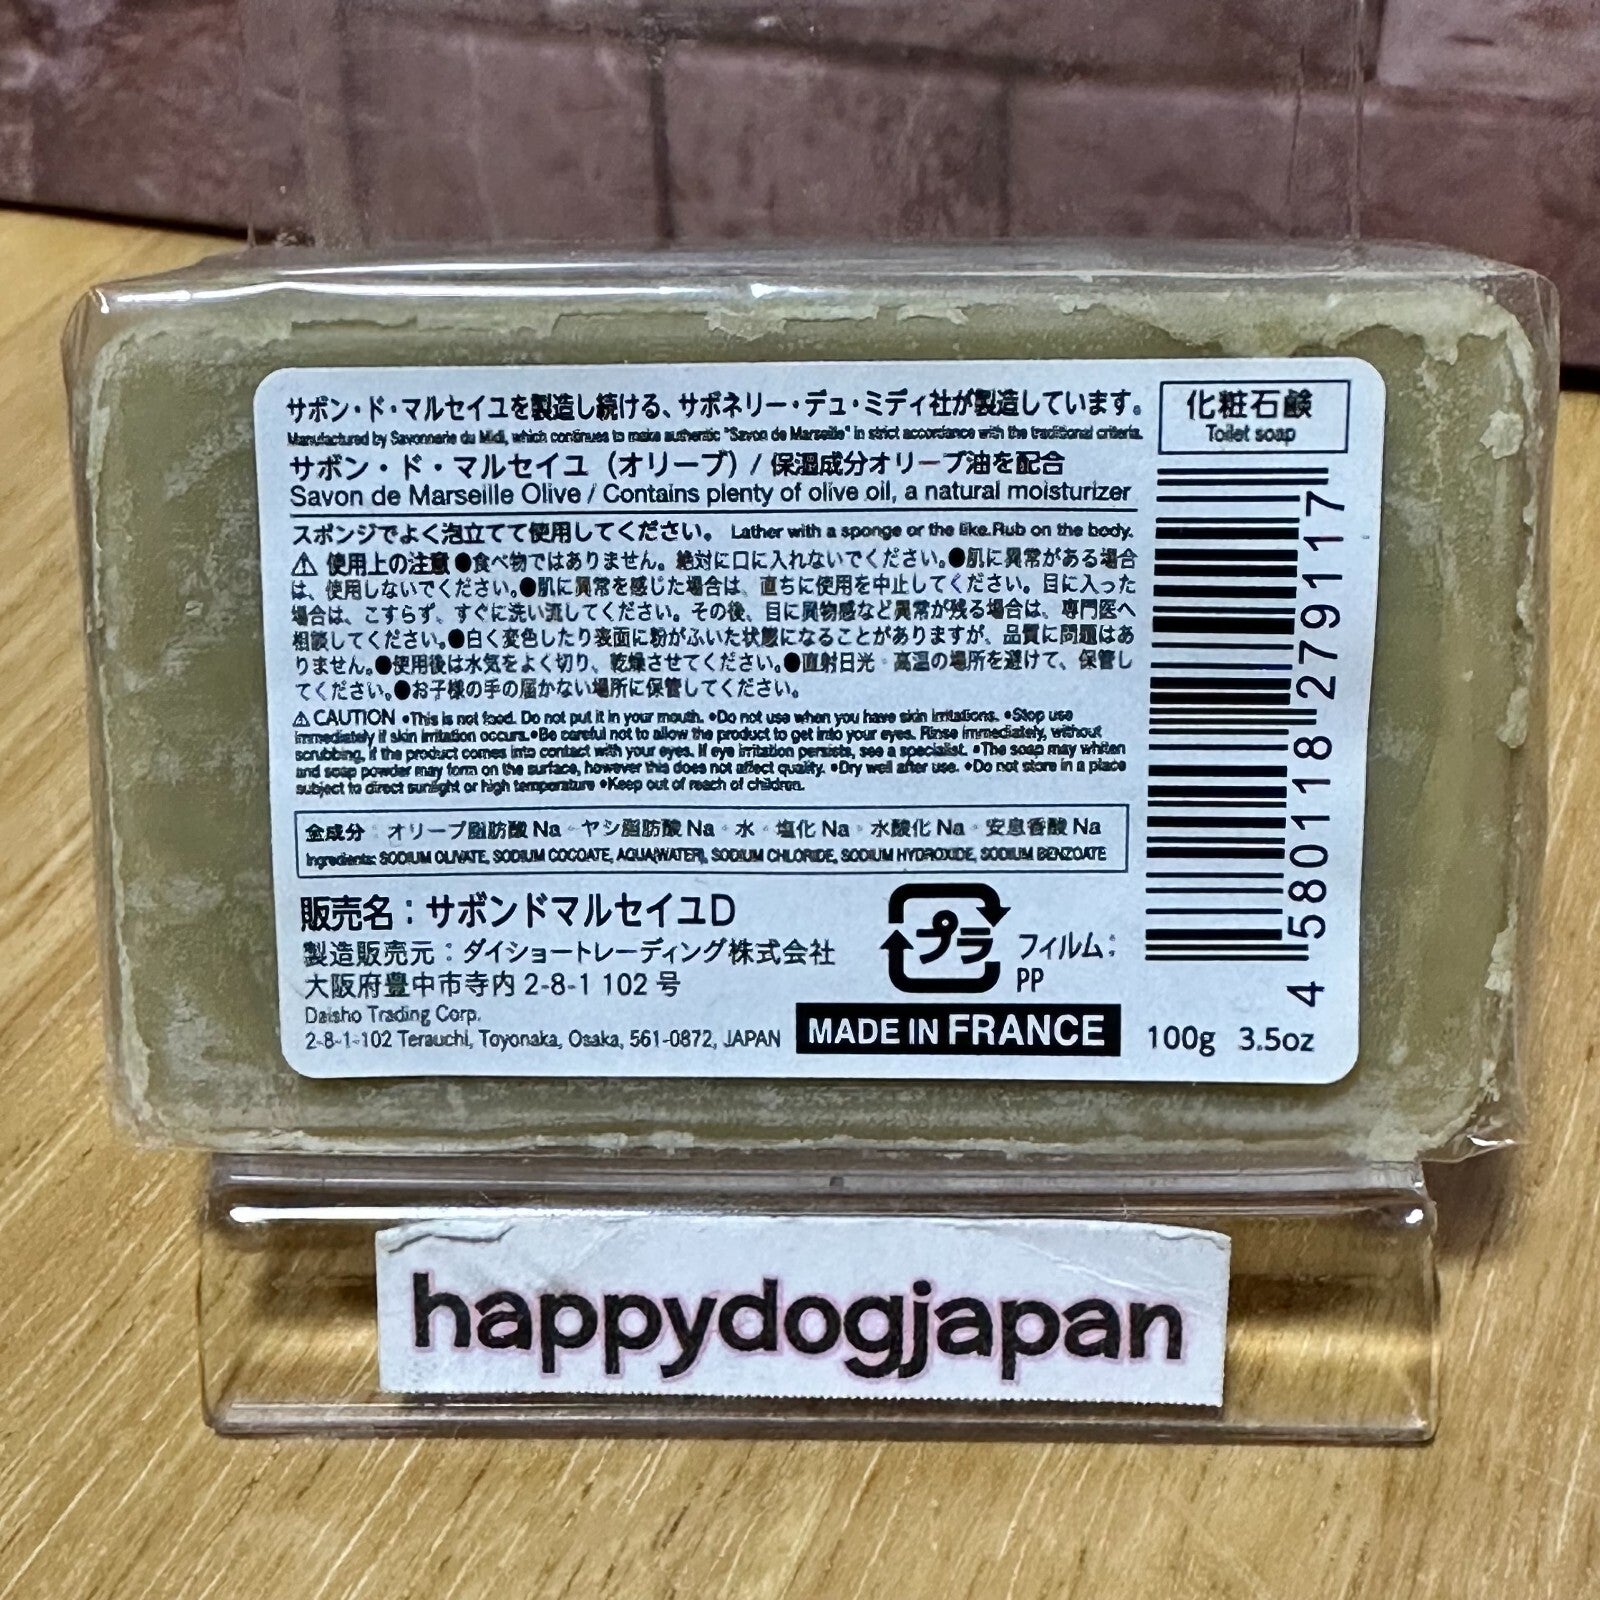 サボン・ド・マルセイユを製造し続ける、サボネリー・デュ・ミディ社が製造しています。
Manufactured by Savonnerie du Midi, which continues to make authentic "Savon de Marseille" in strict accordance with the traditional criteria.
サボン・ド・マルセイユ（オリーブ）/ 保湿成分オリーブ油を配合
Savon de Marseille Olive / Contains plenty of olive oil, a natural moisturizer
スポンジでよく泡立てて使用してください。 Lather with a sponge or the like.Rub on the body.
⚠ 使用上の注意 ●食べ物ではありません。絶対に口に入れないでください。●肌に異常がある場合
は、使用しないでください。●肌に異常を感じた場合は、直ちに使用を中止してください。目に入った
場合は、こすらず、すぐに洗い流してください。その後、目に異物感など異常が残る場合は、専門医へ
相談してください。●白く変色したり表面に粉がふいた状態になることがありますが、品質に問題はあ
りません。●使用後は水気をよく切り、乾燥させてください。●直射日光・高温の場所を避けて、保管し
てください。●お子様の手の届かない場所に保管してください。
⚠ CAUTION •This is not food. Do not put it in your mouth. •Do not use when you have skin irritations. •Stop use
immediately if skin irritation occurs.•Be careful not to allow the product to get into your eyes. Rinse immediately, without
scrubbing, if the product comes into contact with your eyes. If eye irritation persists, see a specialist. •The soap may whiten
and soap powder may form on the surface, however this does not affect quality. •Dry well after use. •Do not store in a place
subject to direct sunlight or high temperature •Keep out of reach of children.
全成分：オリーブ脂肪酸 Na・ヤシ脂肪酸 Na・水・塩化 Na・水酸化 Na・安息香酸 Na
Ingredients: SODIUM OLIVATE, SODIUM COCOATE, AQUA(WATER), SODIUM CHLORIDE, SODIUM HYDROXIDE, SODIUM BENZOATE
販売名：サボンドマルセイユD
製造販売元：ダイショートレーディング株式会社
大阪府豊中市寺内 2-8-1 102 号
Daisho Trading Corp.
2-8-1-102 Terauchi, Toyonaka, Osaka, 561-0872, JAPAN
プラ
フィルム：
PP
MADE IN FRANCE
化粧石鹸
Toilet soap
4 580118 279117
100g 3.5oz
happydogjapan